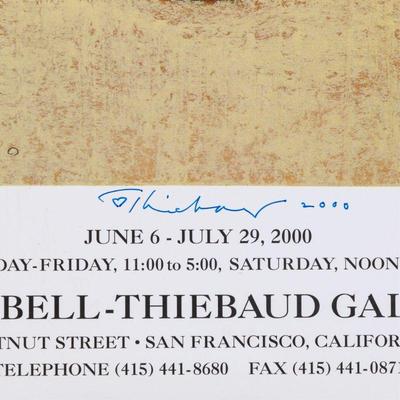 ♡Thiebaud 2000
JUNE 6 - JULY 29, 2000
DAY-FRIDAY, 11:00 to 5:00, SATURDAY, NOON
BELL-THIEBAUD GAL
TNUT STREET • SAN FRANCISCO, CALIFOR
TELEPHONE (415) 441-8680 FAX (415) 441-0871